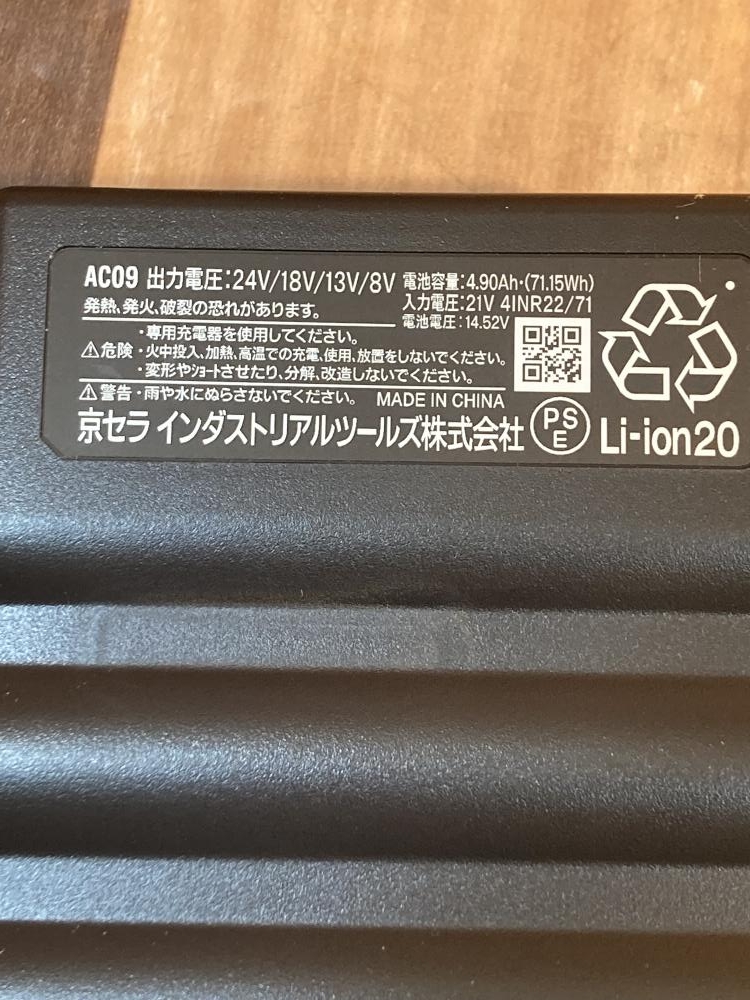 AC09 出力電圧:24V/18V/13V/8V
電池容量:4.90Ah・(71.15Wh)
発熱、発火、破裂の恐れがあります。
入力電圧:21V 4INR22/71
電池電圧:14.52V
・専用充電器を使用してください。
⚠危険・火中投入、加熱、高温での充電、使用、放置をしないでください。
・変形やショートさせたり、分解、改造しないでください。
⚠警告・雨や水にぬらさないでください。 MADE IN CHINA
京セラ インダストリアルツールズ株式会社
PSE
Li-ion20